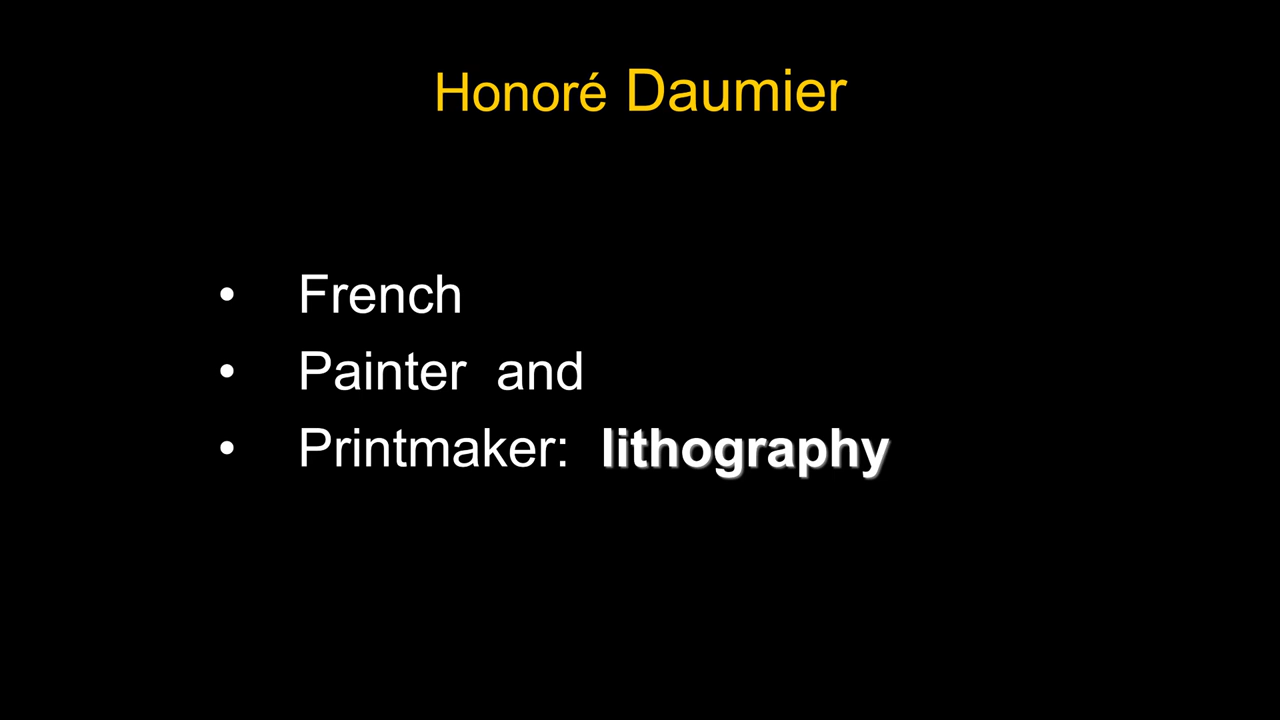 Honoré Daumier
• French
• Painter and
• Printmaker: lithography